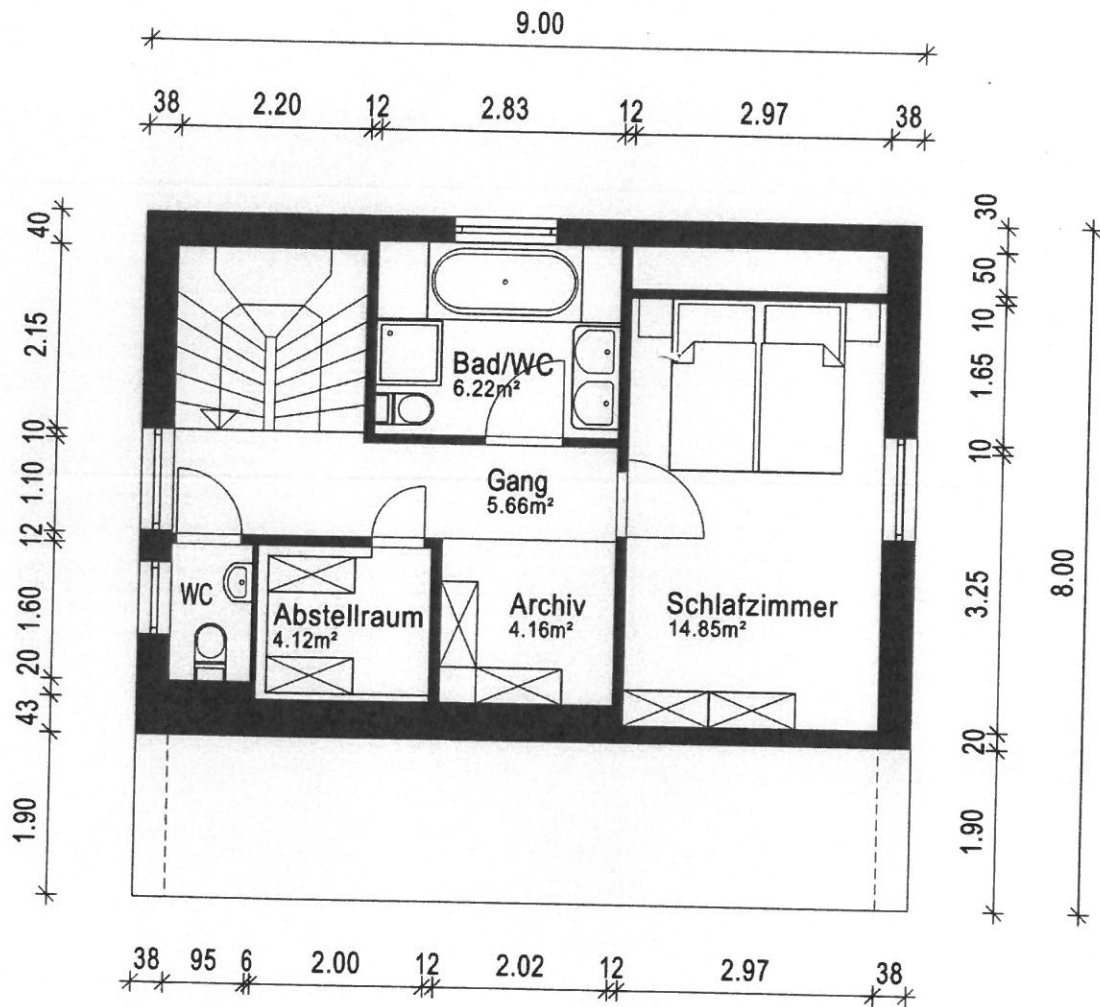 9.00
38 2.20 12 2.83 12 2.97 38
40
2.15
10
1.10
12
1.60
20
43
1.90
30
50
10
1.65
10
3.25
20
1.90
8.00
Bad/WC
6.22m²
Gang
5.66m²
WC
Abstellraum
4.12m²
Archiv
4.16m²
Schlafzimmer
14.85m²
38 95 6 2.00 12 2.02 12 2.97 38